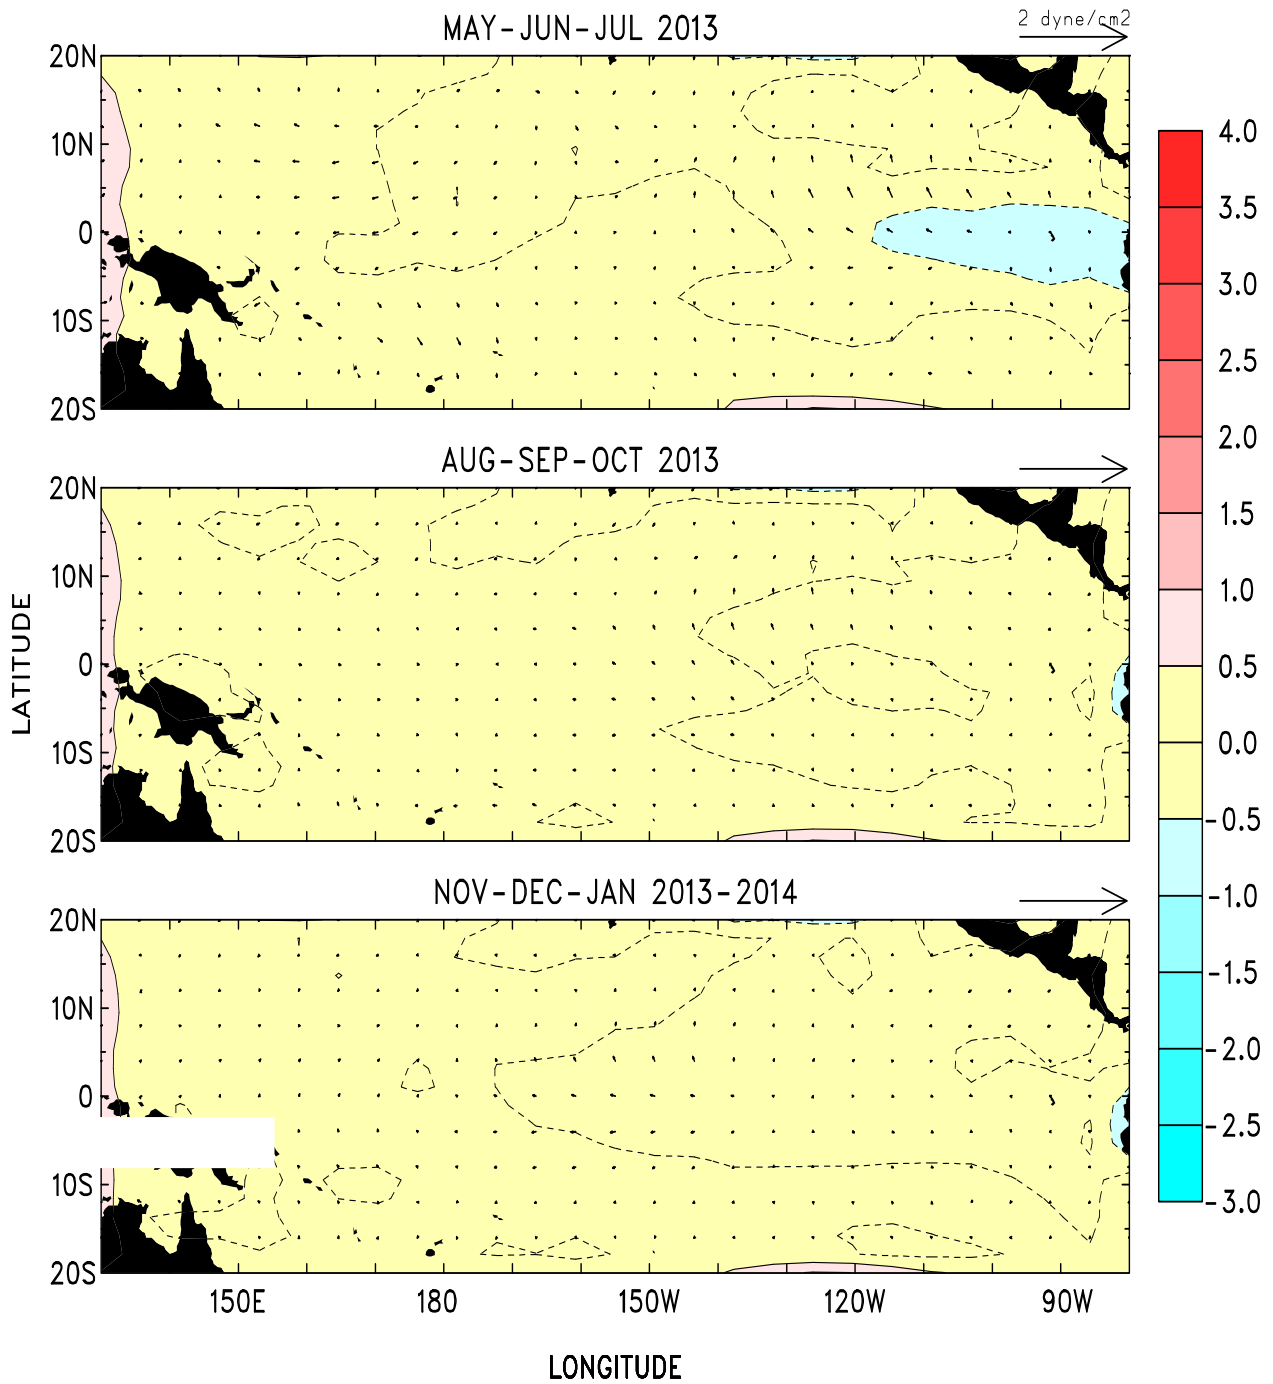 MAY-JUN-JUL 2013
2 dyne/cm2
20N
10N
0
10S
20S
AUG-SEP-OCT 2013
20N
10N
0
10S
20S
NOV-DEC-JAN 2013-2014
20N
10N
0
10S
20S
150E 180 150W 120W 90W
LONGITUDE
LATITUDE
4.0
3.5
3.0
2.5
2.0
1.5
1.0
0.5
0.0
-0.5
-1.0
-1.5
-2.0
-2.5
-3.0